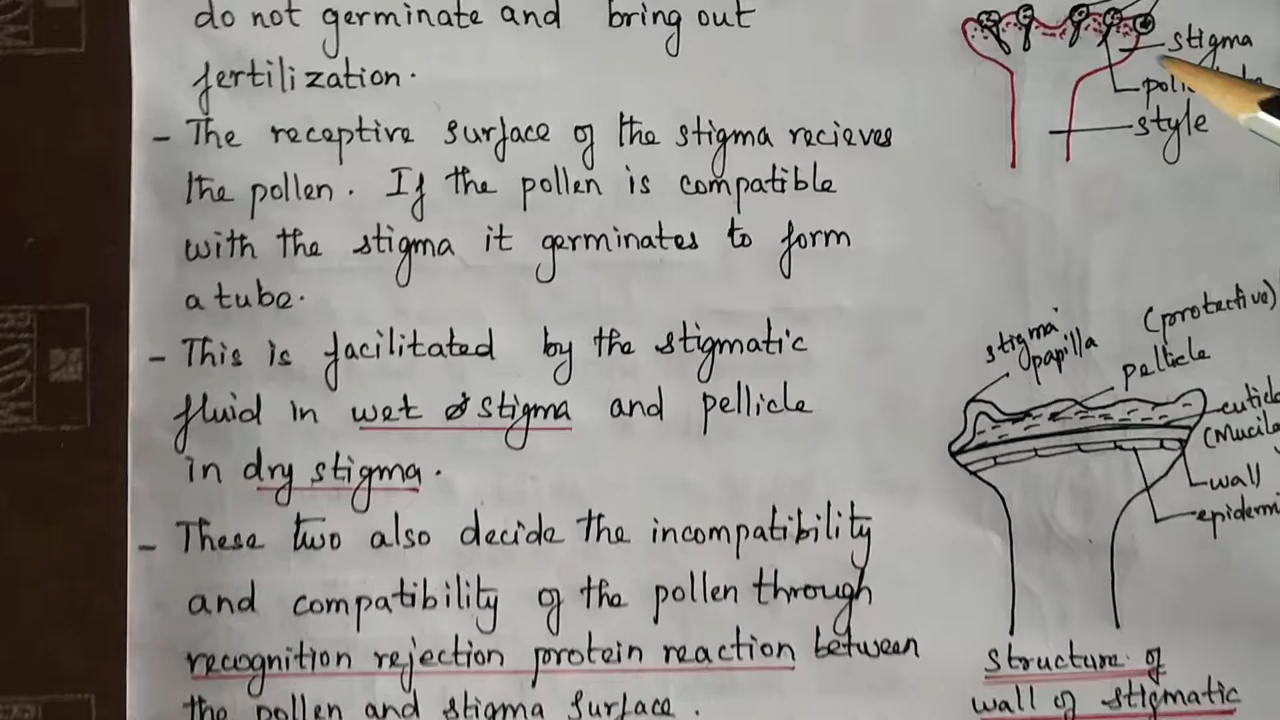 do not germinate and bring out
fertilization.
- The receptive surface of the stigma recieves
the pollen. If the pollen is compatible
with the stigma it germinates to form
a tube.
- This is facilitated by the stigmatic
fluid in wet stigma and pellicle
in dry stigma.
- These two also decide the incompatibility
and compatibility of the pollen through
recognition rejection protein reaction between
the pollen and stigma surface.
stigma
style
stigma papilla
(protective)
pellicle
wall
structure of
wall of stigmatic